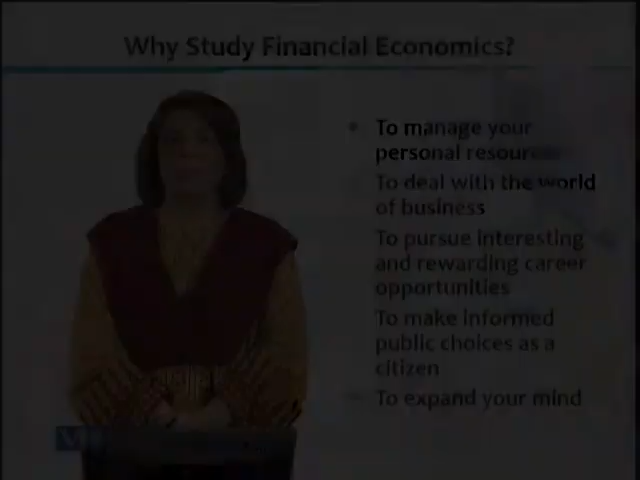 Why Study Financial Economics?
To manage your
personal resources
To deal with the world
of business
To pursue interesting
and rewarding career
opportunities
To make informed
public choices as a
citizen
To expand your mind